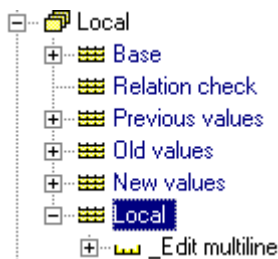 Local
Base
Relation check
Previous values
Old values
New values
Local
_Edit multiline